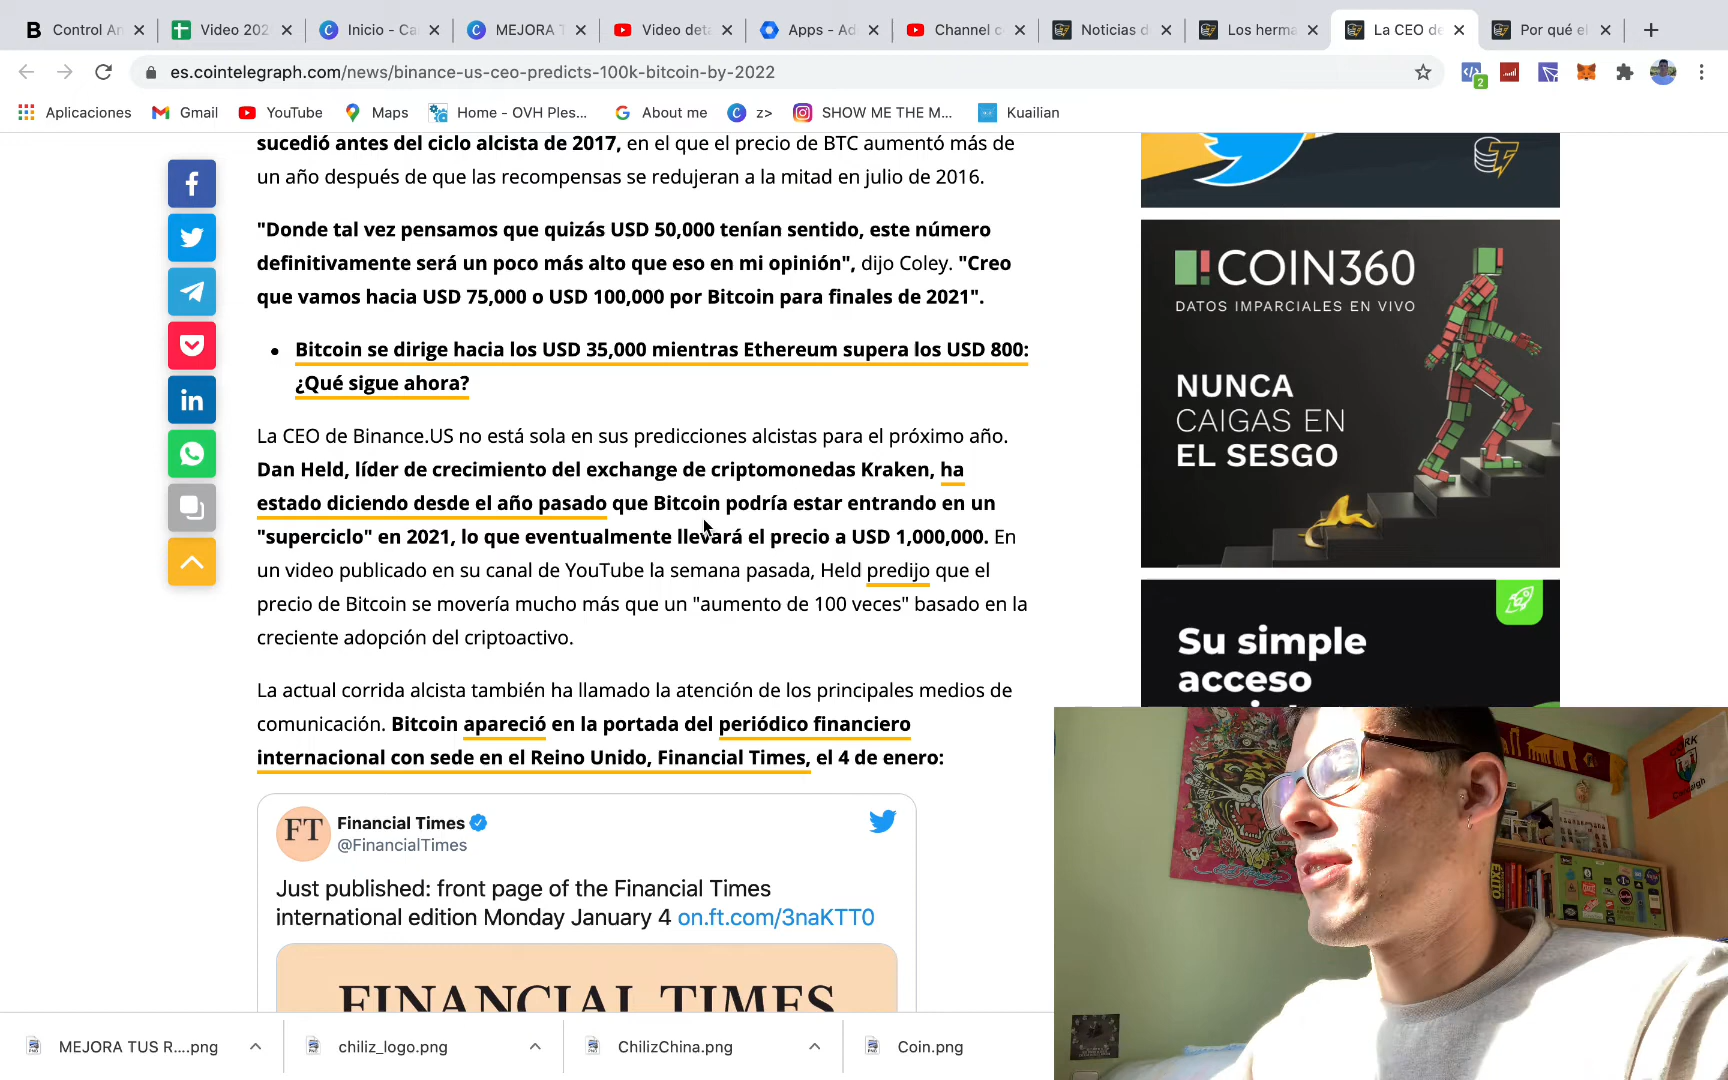 Control An
Video 202
Inicio - Ca
MEJORA T
Video deta
Apps - Ad
Channel c
Noticias d
Los herma
La CEO de
Por qué el
es.cointelegraph.com/news/binance-us-ceo-predicts-100k-bitcoin-by-2022
2
Aplicaciones
Gmail
YouTube
Maps
Home - OVH Ples...
About me
z>
SHOW ME THE M...
Kuailian
sucedió antes del ciclo alcista de 2017, en el que el precio de BTC aumentó más de
un año después de que las recompensas se redujeran a la mitad en julio de 2016.
"Donde tal vez pensamos que quizás USD 50,000 tenían sentido, este número
definitivamente será un poco más alto que eso en mi opinión", dijo Coley. "Creo
que vamos hacia USD 75,000 o USD 100,000 por Bitcoin para finales de 2021".
Bitcoin se dirige hacia los USD 35,000 mientras Ethereum supera los USD 800:
¿Qué sigue ahora?
La CEO de Binance.US no está sola en sus predicciones alcistas para el próximo año.
Dan Held, líder de crecimiento del exchange de criptomonedas Kraken, ha
estado diciendo desde el año pasado que Bitcoin podría estar entrando en un
"superciclo" en 2021, lo que eventualmente llevará el precio a USD 1,000,000. En
un video publicado en su canal de YouTube la semana pasada, Held predijo que el
precio de Bitcoin se movería mucho más que un "aumento de 100 veces" basado en la
creciente adopción del criptoactivo.
La actual corrida alcista también ha llamado la atención de los principales medios de
comunicación. Bitcoin apareció en la portada del periódico financiero
internacional con sede en el Reino Unido, Financial Times, el 4 de enero:
FT
Financial Times
@FinancialTimes
Just published: front page of the Financial Times
international edition Monday January 4 on.ft.com/3naKTT0
FINANCIAL TIMES
COIN360
DATOS IMPARCIALES EN VIVO
NUNCA
CAIGAS EN
EL SESGO
Su simple
acceso
CORK
ÉXITO
MEJORA TUS R....png
chiliz_logo.png
ChilizChina.png
Coin.png